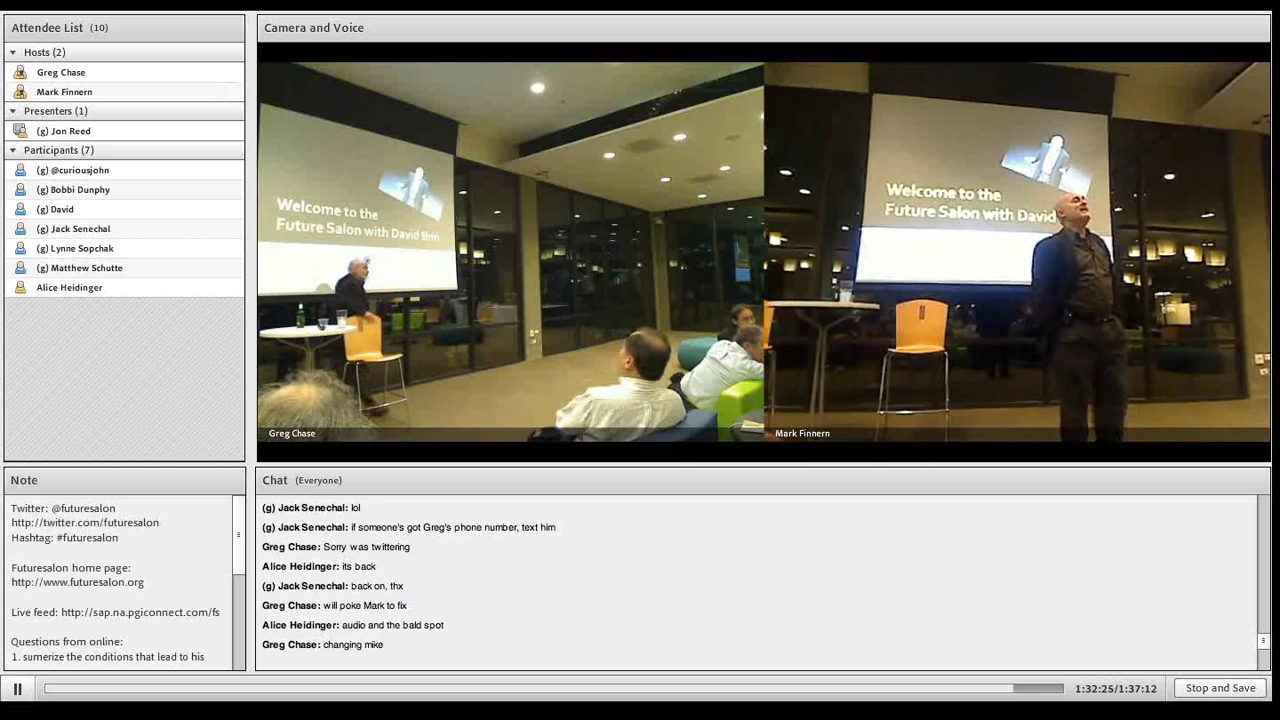 Attendee List (10)
Hosts (2)
Greg Chase
Mark Finnern
Presenters (1)
(g) Jon Reed
Participants (7)
(g) @curiousjohn
(g) Bobbi Dunphy
(g) David
(g) Jack Senechal
(g) Lynne Sopchak
(g) Matthew Schutte
Alice Heidinger
Camera and Voice
Welcome to the
Future Salon with David Brin
Greg Chase
Welcome to the
Future Salon with David
Mark Finnern
Note
Twitter: @futuresalon
http://twitter.com/futuresalon
Hashtag: #futuresalon
Futuresalon home page:
http://www.futuresalon.org
Live feed: http://sap.na.pgiconnect.com/fs
Questions from online:
1. sumerize the conditions that lead to his
Chat (Everyone)
(g) Jack Senechal: lol
(g) Jack Senechal: if someone's got Greg's phone number, text him
Greg Chase: Sorry was twittering
Alice Heidinger: its back
(g) Jack Senechal: back on, thx
Greg Chase: will poke Mark to fix
Alice Heidinger: audio and the bald spot
Greg Chase: changing mike
1:32:25/1:37:12
Stop and Save